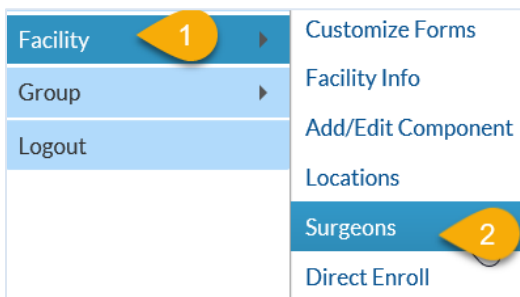 Facility 1
Group
Logout
Customize Forms
Facility Info
Add/Edit Component
Locations
Surgeons 2
Direct Enroll